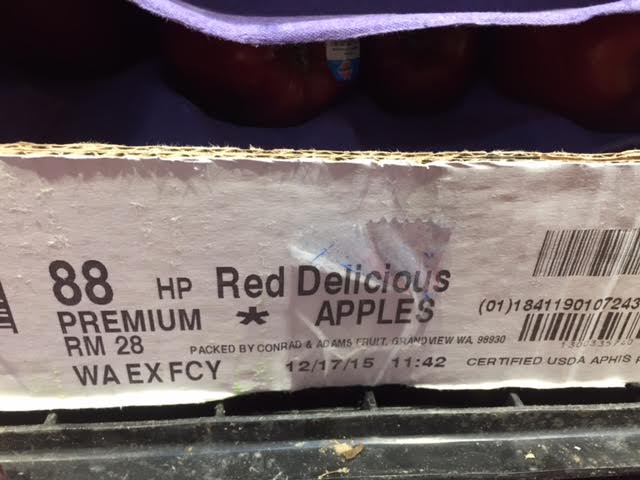 88 HP Red Delicious
PREMIUM * APPLES
RM 28 PACKED BY CONRAD & ADAMS FRUIT, GRANDVIEW WA, 98930
WA EX FCY 12/17/15 11:42 CERTIFIED USDA APHIS
(01)1841190107243